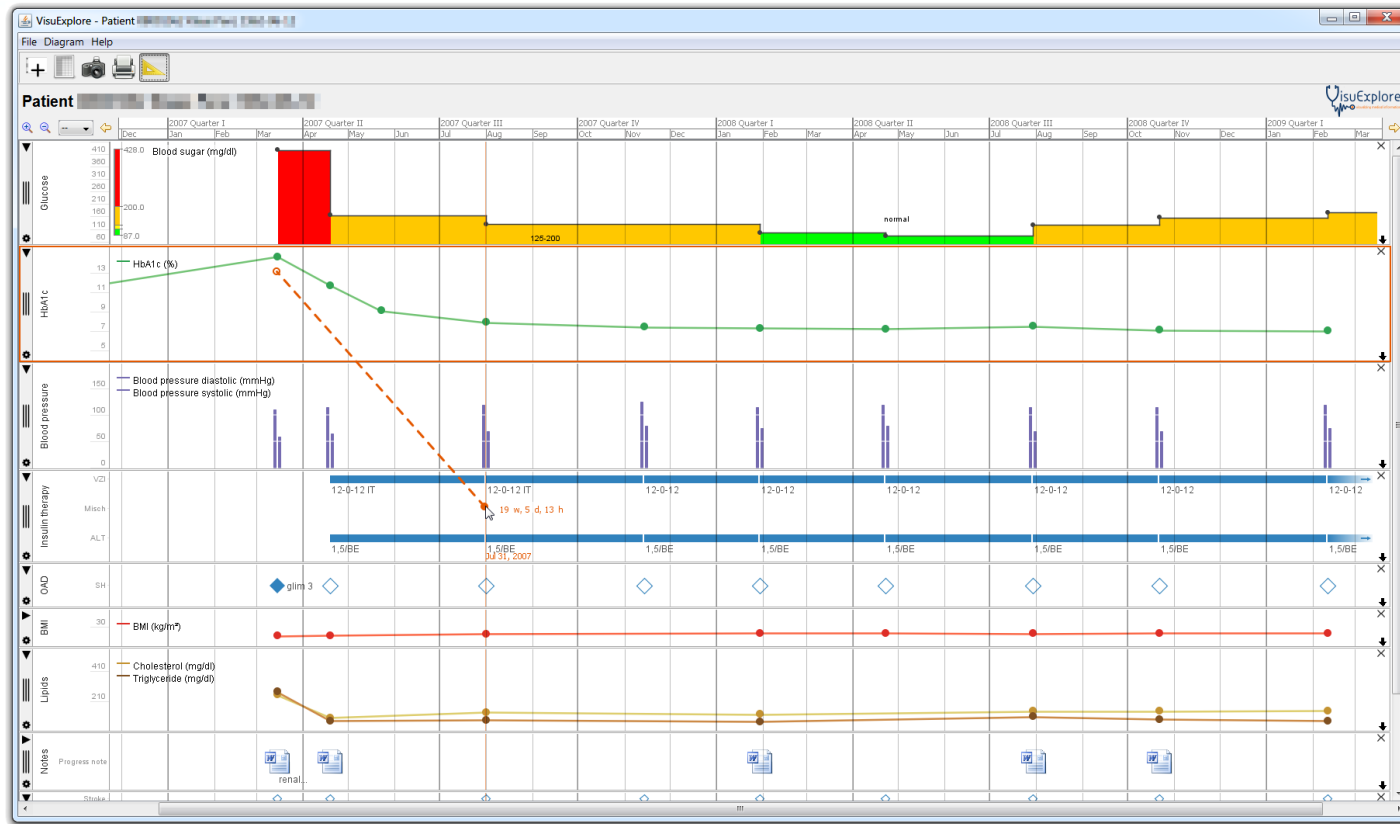 VisuExplore - Patient
File Diagram Help
Patient
VisuExplore
--
2007 Quarter I 2007 Quarter II 2007 Quarter III 2007 Quarter IV 2008 Quarter I 2008 Quarter II 2008 Quarter III 2008 Quarter IV 2009 Quarter I
Dec Jan Feb Mar Apr May Jun Jul Aug Sep Oct Nov Dec Jan Feb Mar Apr May Jun Jul Aug Sep Oct Nov Dec Jan Feb Mar
Glucose
410
360
310
260
210
160
110
60
428.0
200.0
97.0
Blood sugar (mg/dl)
125-200
normal
HbA1c
13
11
9
7
5
HbA1c (%)
Blood pressure
150
100
50
0
Blood pressure diastolic (mmHg)
Blood pressure systolic (mmHg)
Insulin therapy
VZI
Misch
ALT
12-0-12 IT 12-0-12 IT 12-0-12 12-0-12 12-0-12 12-0-12 12-0-12 12-0-12
19 w, 5 d, 13 h
1,5/BE 1,5/BE 1,5/BE 1,5/BE 1,5/BE 1,5/BE 1,5/BE 1,5/BE
Jul 31, 2007
OAD
SH
glim 3
BMI
30
BMI (kg/m²)
Lipids
410
210
Cholesterol (mg/dl)
Triglyceride (mg/dl)
Notes
Progress note
renal...
Stroke